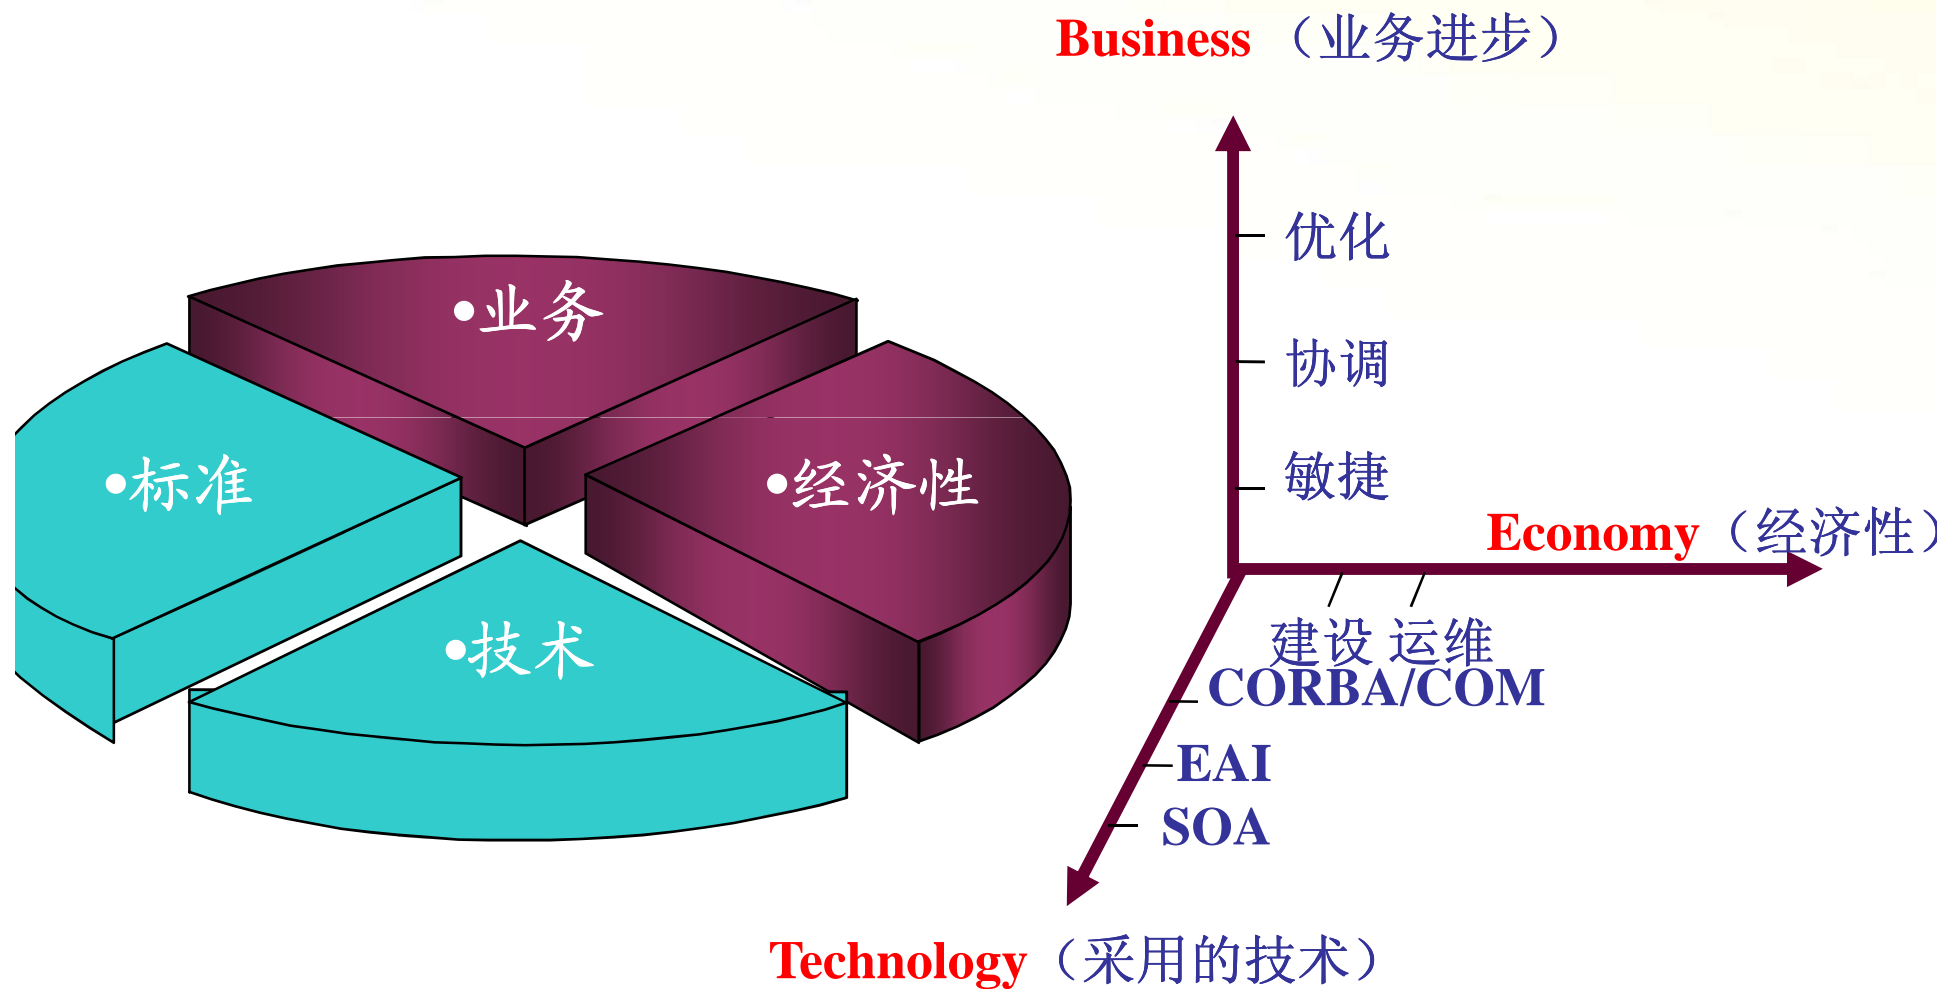 Business（业务进步）
优化
•业务
协调
•标准
•经济性
敏捷
Economy（经济性）
建设 运维
•技术
CORBA/COM
EAI
SOA
Technology（采用的技术）